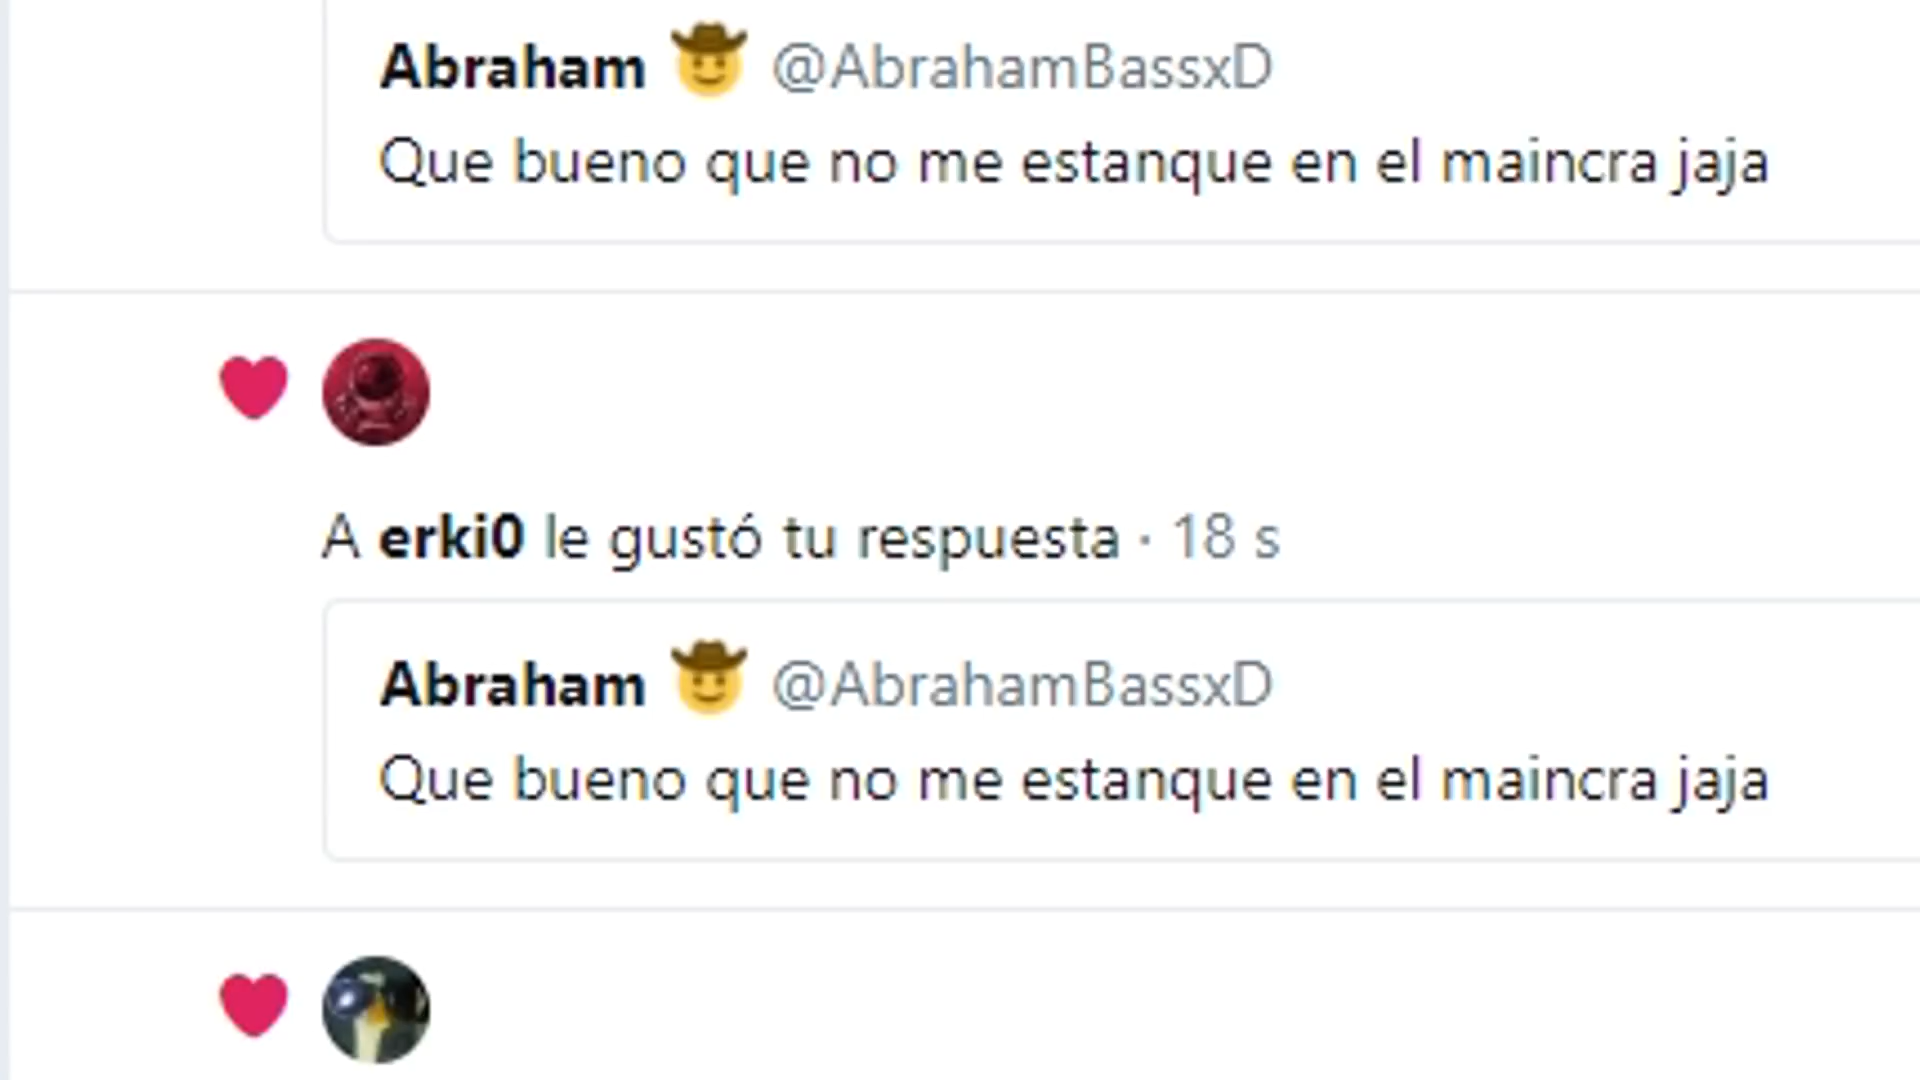 Abraham 🤠 @AbrahamBassxD
Que bueno que no me estanque en el maincra jaja
A erki0 le gustó tu respuesta · 18 s
Abraham 🤠 @AbrahamBassxD
Que bueno que no me estanque en el maincra jaja